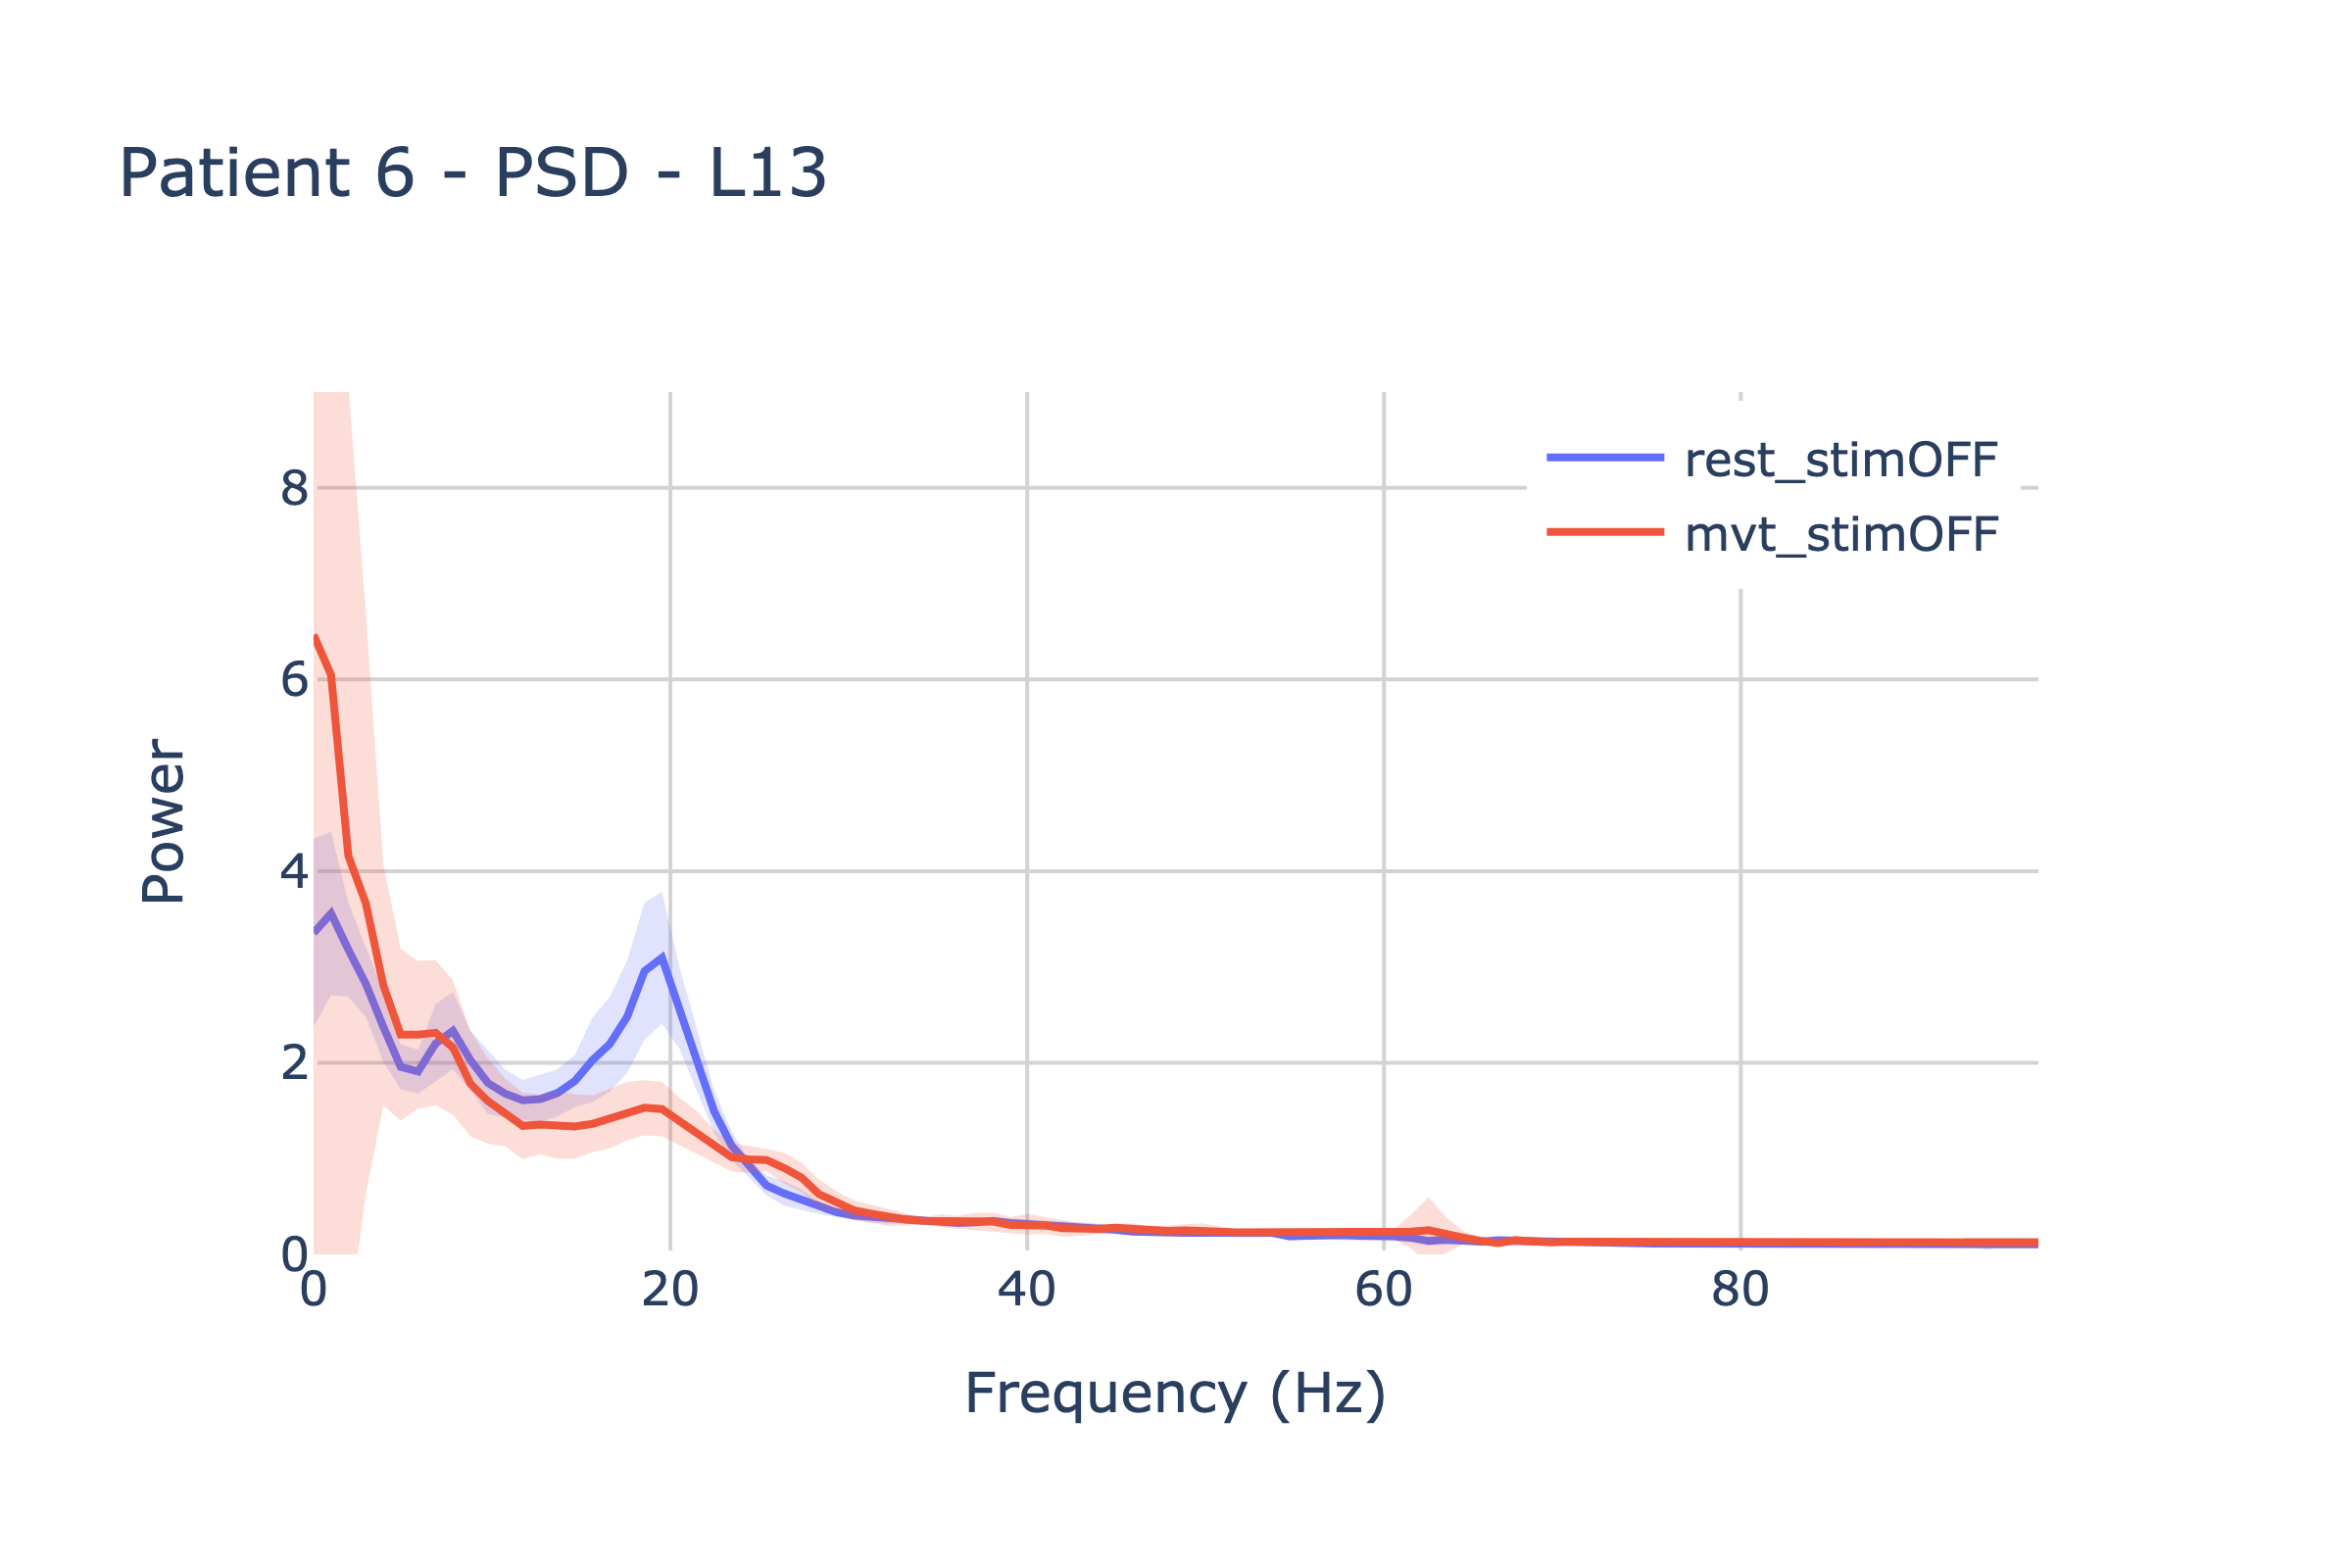 Patient 6 - PSD - L13
rest_stimOFF
mvt_stimOFF
8
6
4
2
0
Power
0 20 40 60 80
Frequency (Hz)